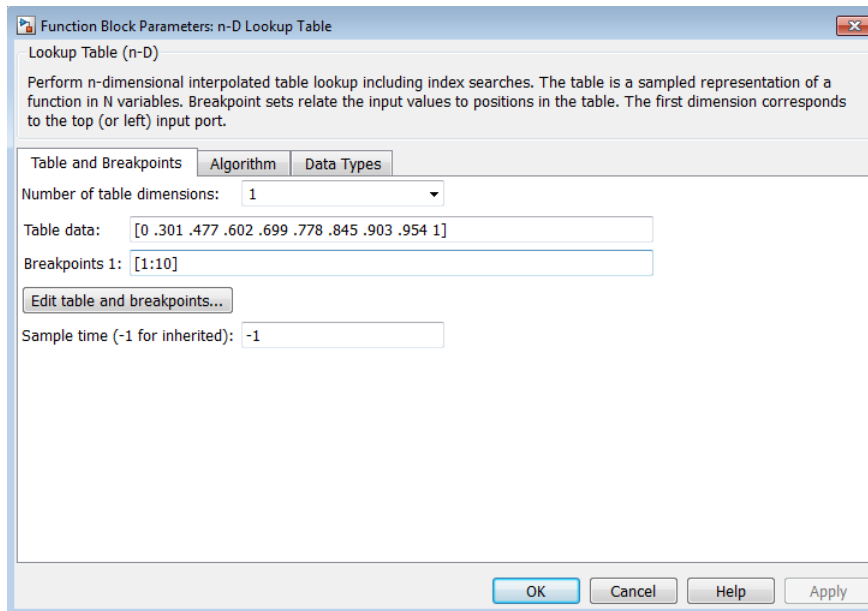 Function Block Parameters: n-D Lookup Table
Lookup Table (n-D)
Perform n-dimensional interpolated table lookup including index searches. The table is a sampled representation of a
function in N variables. Breakpoint sets relate the input values to positions in the table. The first dimension corresponds
to the top (or left) input port.
Table and Breakpoints Algorithm Data Types
Number of table dimensions: 1
Table data: [0 .301 .477 .602 .699 .778 .845 .903 .954 1]
Breakpoints 1: [1:10]
Edit table and breakpoints...
Sample time (-1 for inherited): -1
OK Cancel Help Apply